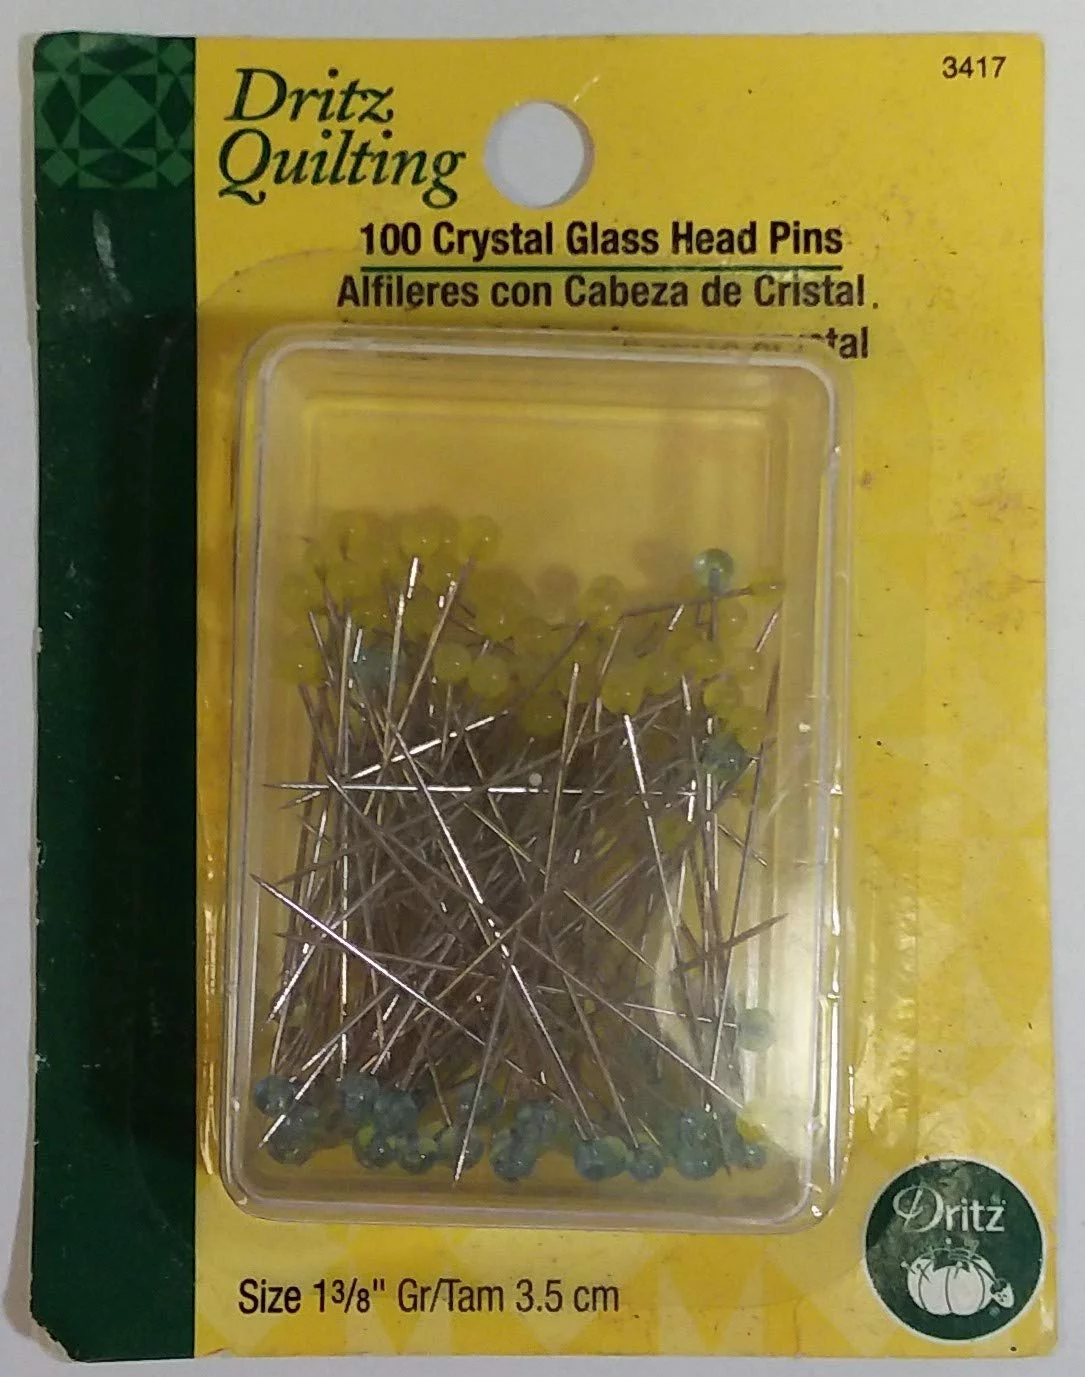 3417
Dritz
Quilting
100 Crystal Glass Head Pins
Alfileres con Cabeza de Cristal
Size 1 3/8" Gr/Tam 3.5 cm
Dritz
®